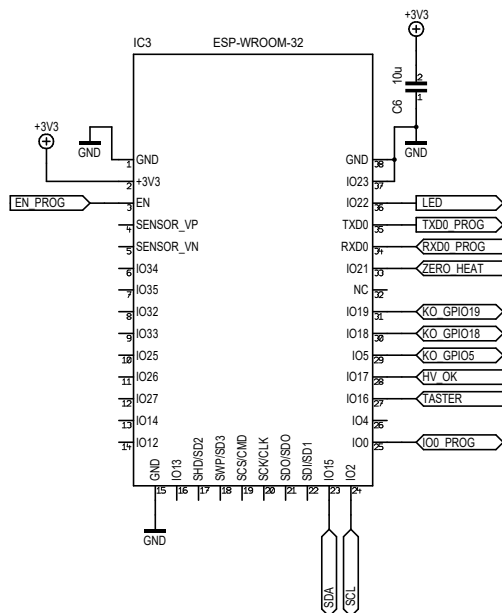 +3V3
IC3 ESP-WROOM-32
10u
C6
2
1
+3V3
GND
GND
GND 1
+3V3 2
EN_PROG EN 3
SENSOR_VP 4
SENSOR_VN 5
IO34 6
IO35 7
IO32 8
IO33 9
IO25 10
IO26 11
IO27 12
IO14 13
IO12 14
GND 38
IO23 37
IO22 36 LED
TXD0 35 TXD0_PROG
RXD0 34 RXD0_PROG
IO21 33 ZERO_HEAT
NC 32
IO19 31 KO_GPIO19
IO18 30 KO_GPIO18
IO5 29 KO_GPIO5
IO17 28 HV_OK
IO16 27 TASTER
IO4 26
IO0 25 IO0_PROG
GND 15
IO13 16
SHD/SD2 17
SWP/SD3 18
SCS/CMD 19
SCK/CLK 20
SDO/SDO 21
SDI/SD1 22
IO15 23
IO2 24
GND
SDA
SCL